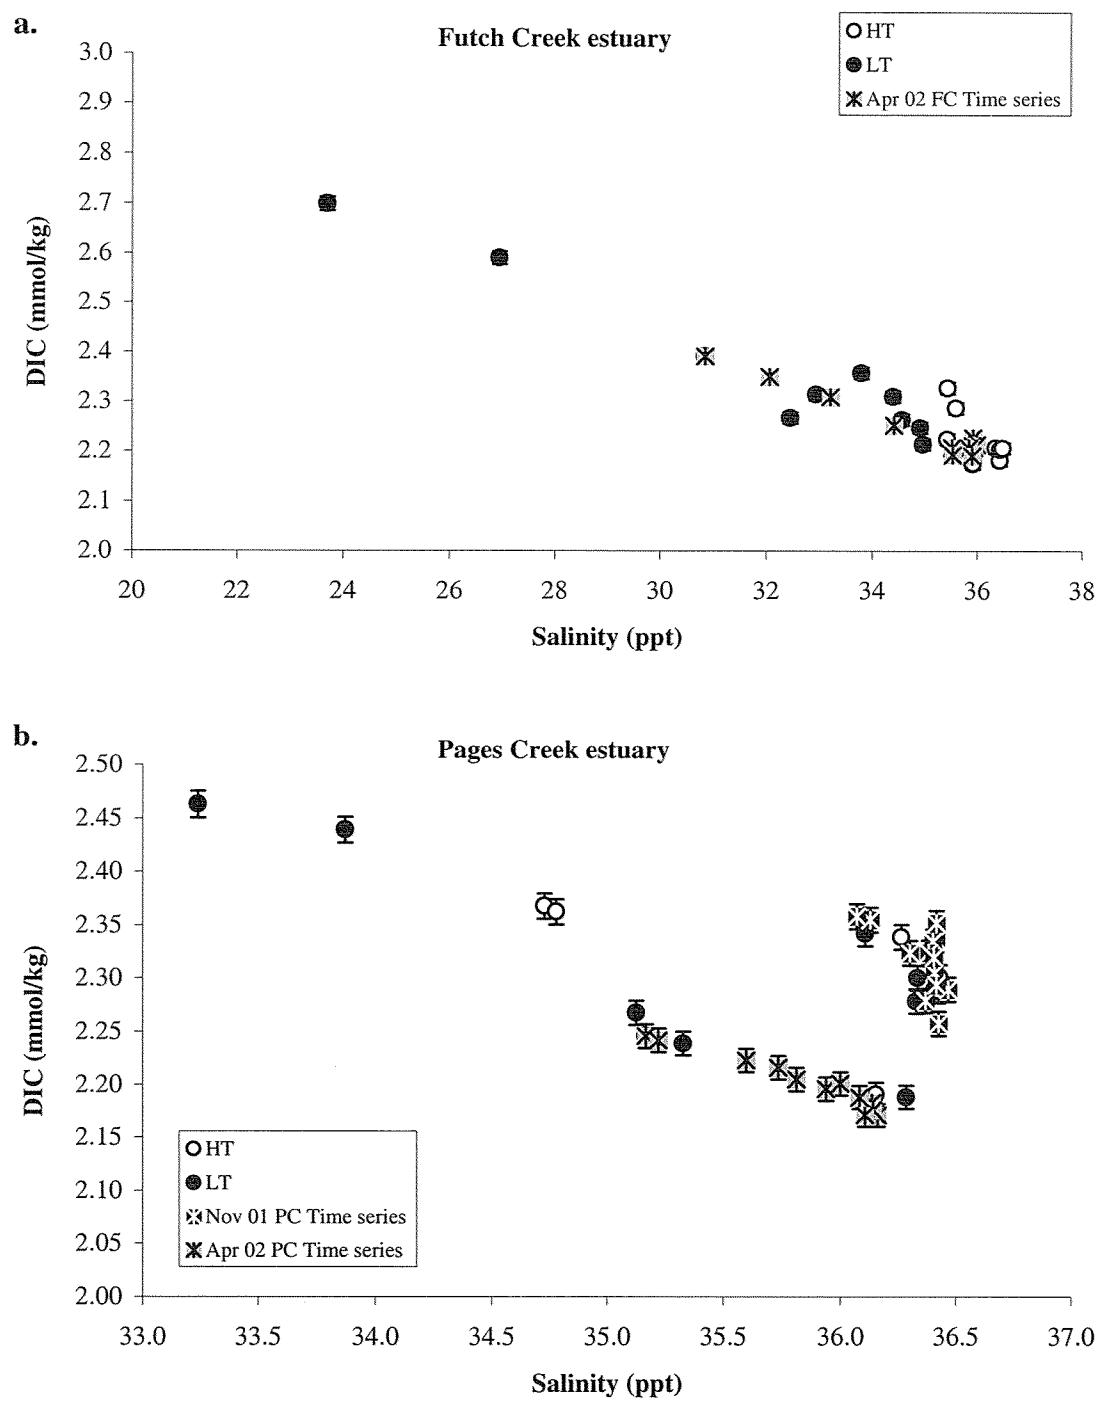 a.
Futch Creek estuary
HT
LT
Apr 02 FC Time series
3.0
2.9
2.8
2.7
2.6
2.5
2.4
2.3
2.2
2.1
2.0
DIC (mmol/kg)
20 22 24 26 28 30 32 34 36 38
Salinity (ppt)
b.
Pages Creek estuary
2.50
2.45
2.40
2.35
2.30
2.25
2.20
2.15
2.10
2.05
2.00
DIC (mmol/kg)
HT
LT
Nov 01 PC Time series
Apr 02 PC Time series
33.0 33.5 34.0 34.5 35.0 35.5 36.0 36.5 37.0
Salinity (ppt)